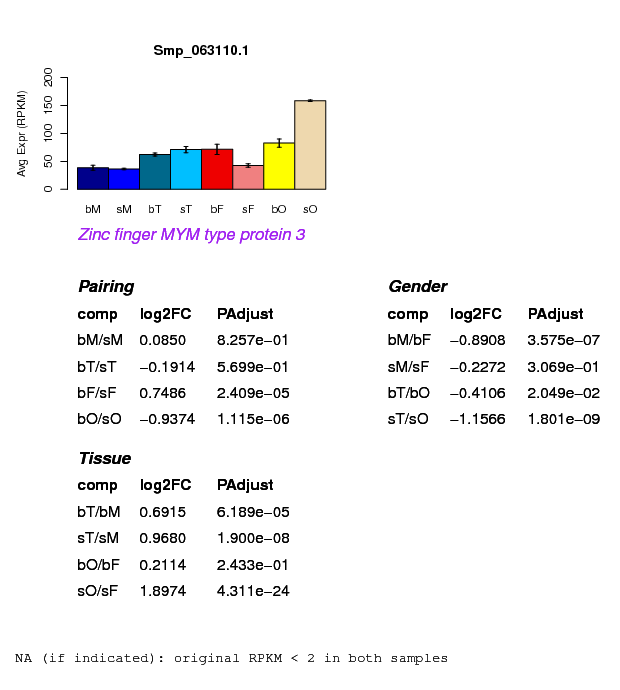 Smp_063110.1
Avg Expr (RPKM)
0 50 100 150 200
bM sM bT sT bF sF bO sO
Zinc finger MYM type protein 3
Pairing
comp log2FC PAdjust
bM/sM 0.0850 8.257e−01
bT/sT −0.1914 5.699e−01
bF/sF 0.7486 2.409e−05
bO/sO −0.9374 1.115e−06
Gender
comp log2FC PAdjust
bM/bF −0.8908 3.575e−07
sM/sF −0.2272 3.069e−01
bT/bO −0.4106 2.049e−02
sT/sO −1.1566 1.801e−09
Tissue
comp log2FC PAdjust
bT/bM 0.6915 6.189e−05
sT/sM 0.9680 1.900e−08
bO/bF 0.2114 2.433e−01
sO/sF 1.8974 4.311e−24
NA (if indicated): original RPKM < 2 in both samples